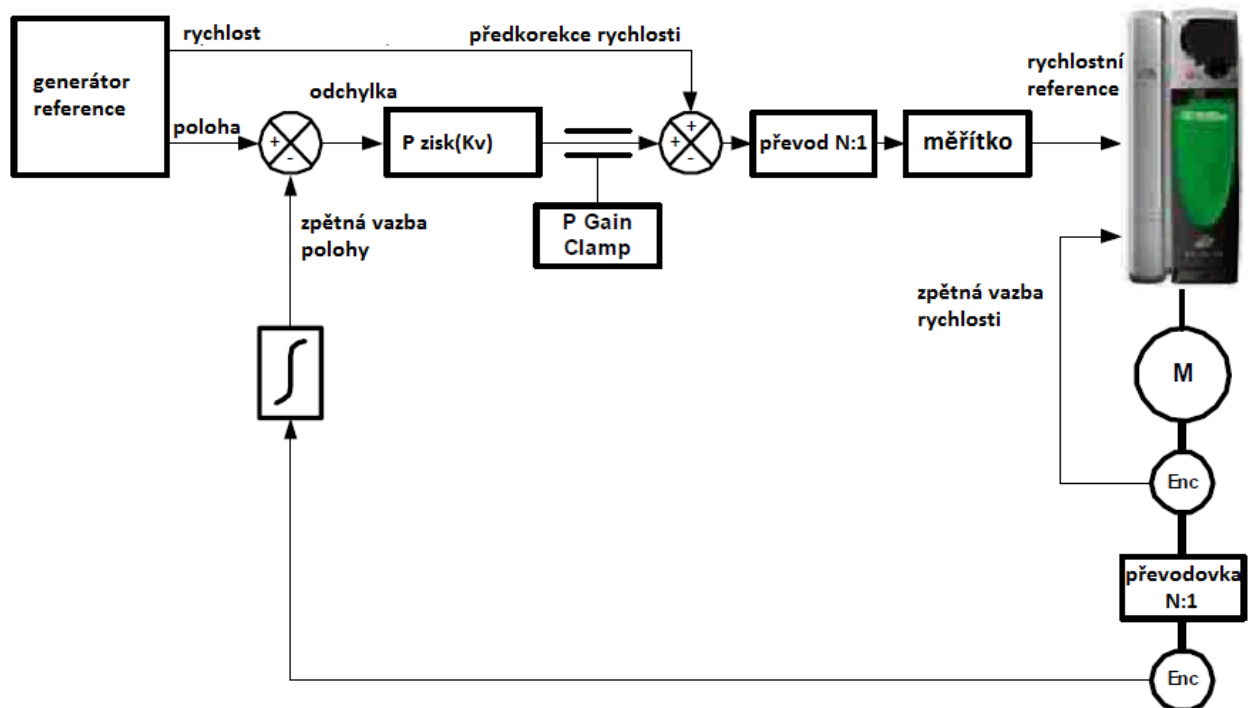 rychlost
předkorekce rychlosti
generátor
reference
poloha
odchylka
+
-
P zisk(Kv)
P Gain
Clamp
+
+
-
převod N:1
měřítko
rychlostní
reference
zpětná vazba
polohy
zpětná vazba
rychlosti
M
Enc
převodovka
N:1
Enc